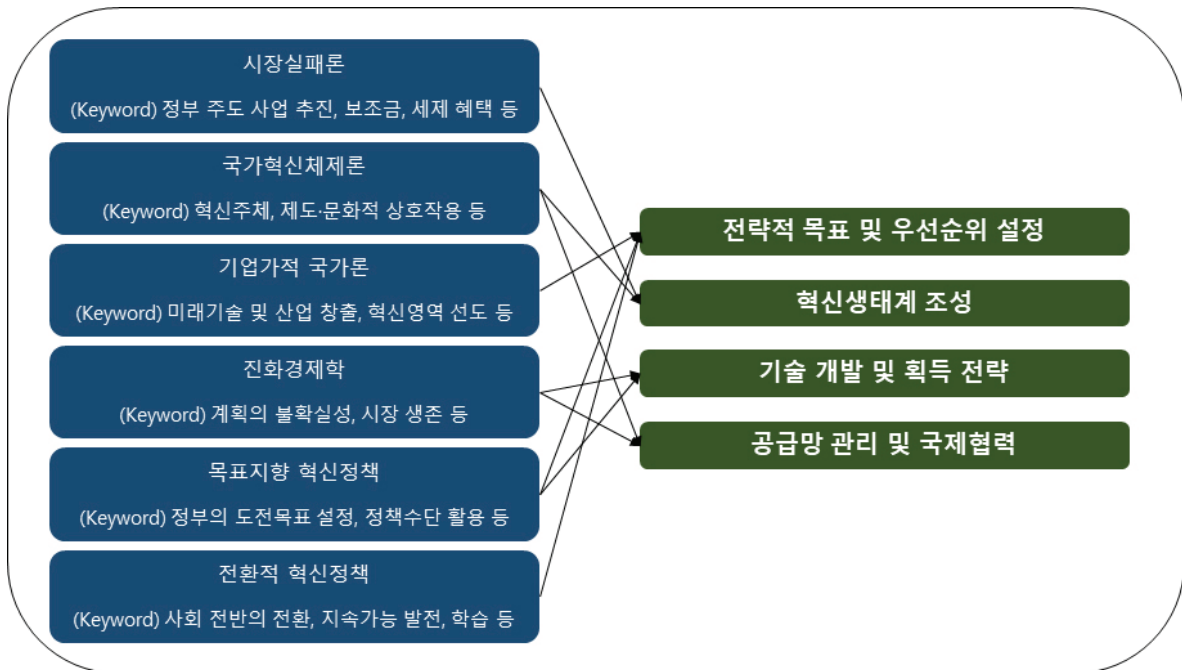 시장실패론
(Keyword) 정부 주도 사업 추진, 보조금, 세제 혜택 등
국가혁신체제론
(Keyword) 혁신주체, 제도·문화적 상호작용 등
기업가적 국가론
(Keyword) 미래기술 및 산업 창출, 혁신영역 선도 등
진화경제학
(Keyword) 계획의 불확실성, 시장 생존 등
목표지향 혁신정책
(Keyword) 정부의 도전목표 설정, 정책수단 활용 등
전환적 혁신정책
(Keyword) 사회 전반의 전환, 지속가능 발전, 학습 등
전략적 목표 및 우선순위 설정
혁신생태계 조성
기술 개발 및 획득 전략
공급망 관리 및 국제협력